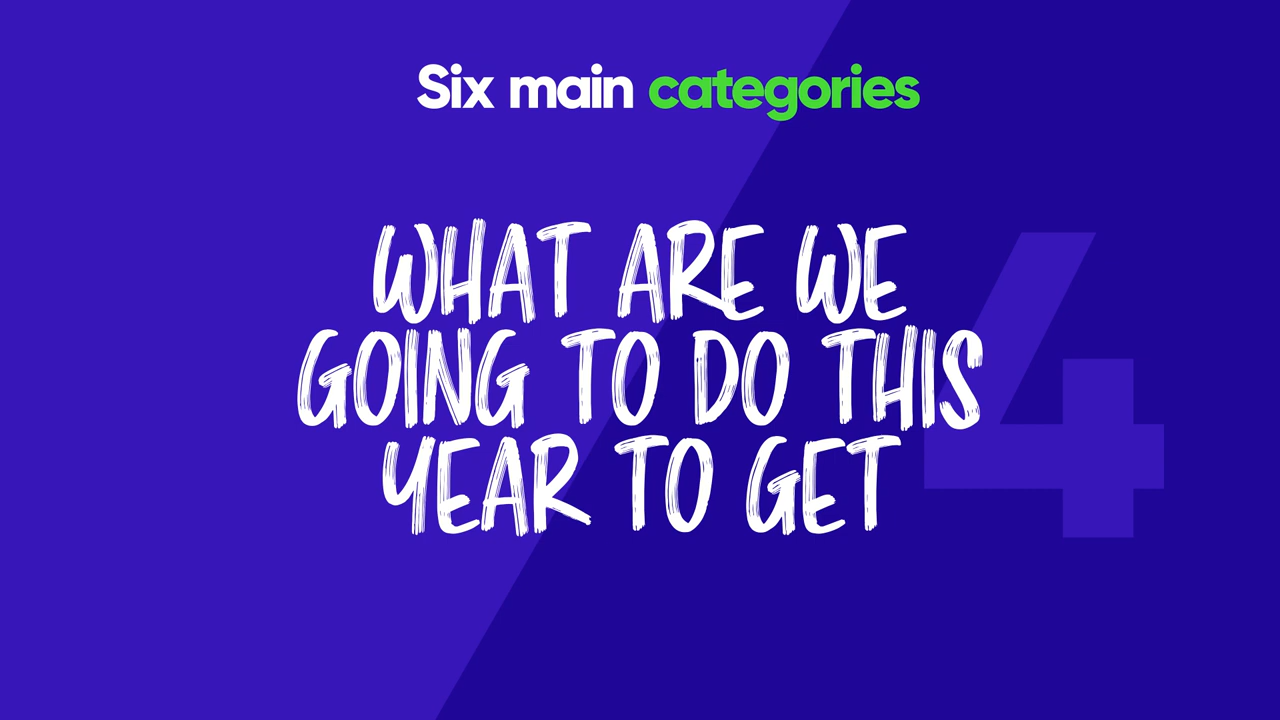 Six main categories
WHAT ARE WE
GOING TO DO THIS
YEAR TO GET
4